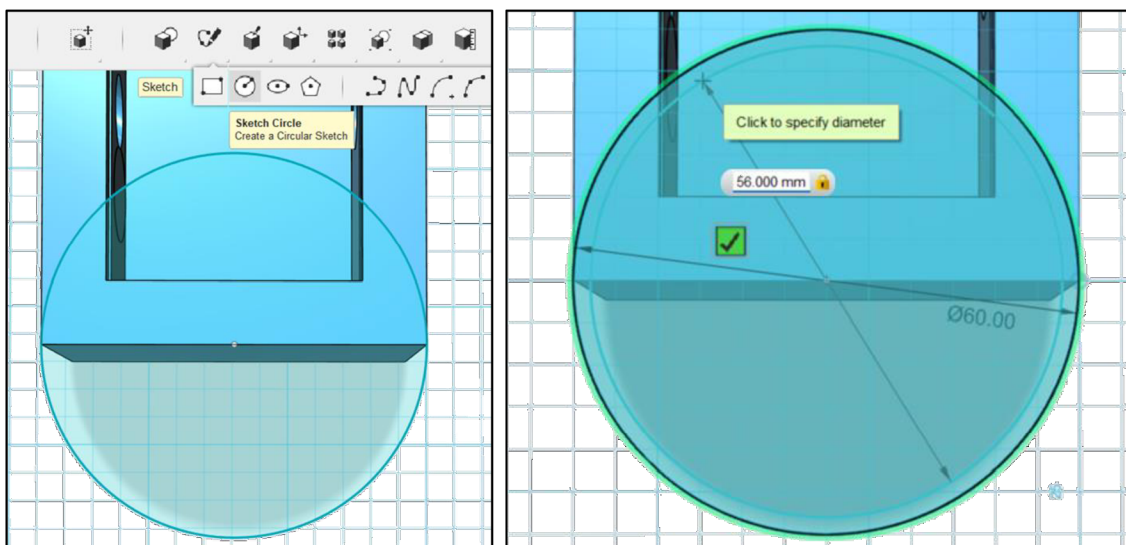 Sketch
Sketch Circle
Create a Circular Sketch
Click to specify diameter
56.000 mm
Ø60.00